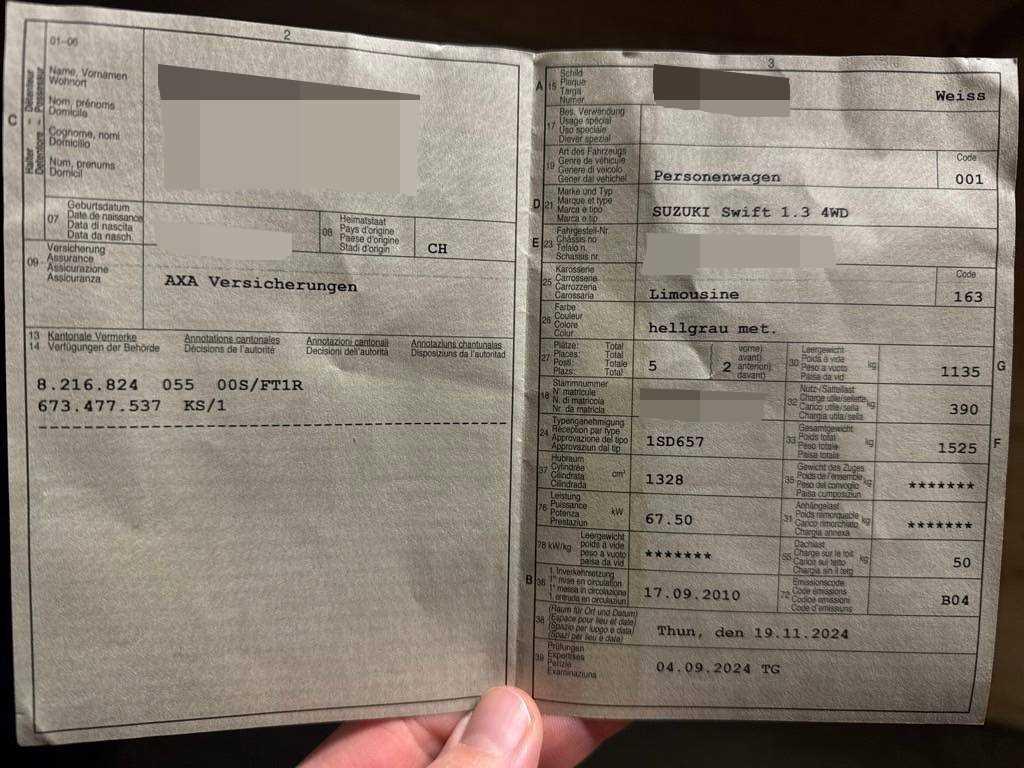 2
01–06
Halter – Détenteur
Detentore – Possessur
C
Name, Vornamen
Wohnort
Nom, prénoms
Domicile
Cognome, nomi
Domicilio
Num, prenums
Domicil
07
Geburtsdatum
Date de naissance
Data di nascita
Data da nasch.
08
Heimatstaat
Pays d'origine
Paese d'origine
Stadi d'origin
CH
09
Versicherung
Assurance
Assicurazione
Assicuranza
AXA Versicherungen
13 Kantonale Vermerke
14 Verfügungen der Behörde
Annotations cantonales
Décisions de l'autorité
Annotazioni cantonali
Decisioni dell'autorità
Annotaziuns chantunalas
Disposiziuns da l'autoritad
8.216.824 055 00S/FT1R
673.477.537 KS/1
3
A 15
Schild
Plaque
Targa
Numer
Weiss
17
Bes. Verwendung
Usage spécial
Uso speciale
Diever spezial
19
Art des Fahrzeugs
Genre de véhicule
Genere di veicolo
Gener dal vehichel
Personenwagen
Code
001
D 21
Marke und Typ
Marque et type
Marca e tipo
Marca e tip
SUZUKI Swift 1.3 4WD
E 23
Fahrgestell-Nr.
Châssis no
Telaio n.
Schassis nr.
25
Karosserie
Carrosserie
Carrozzeria
Carossaria
Limousine
Code
163
26
Farbe
Couleur
Colore
Colur
hellgrau met.
27
Plätze: Total
Places: Total
Posti: Totale
Plazs: Total
5
2
vorne)
avant)
anteriori)
davant)
30
Leergewicht
Poids à vide
Peso a vuoto
Paisa da vid
kg
1135
G
18
Stammnummer
N° matricule
N. di matricola
Nr. da matricla
32
Nutz-/Sattellast
Charge utile/sellette
Carico utile/sella
Chargia utila/sella
kg
390
24
Typengenehmigung
Réception par type
Approvazione del tipo
Approvaziun dal tip
1SD657
33
Gesamtgewicht
Poids total
Peso totale
Paisa totala
kg
1525
F
37
Hubraum
Cylindrée
Cilindrata
Cilindrada
cm³
1328
35
Gewicht des Zuges
Poids de l'ensemble
Peso del convoglio
Paisa cumposiziun
kg
*******
76
Leistung
Puissance
Potenza
Prestaziun
kW
67.50
31
Anhängelast
Poids remorquable
Carico rimorchiato
Chargia annexa
kg
*******
78 kW/kg
Leergewicht
poids à vide
peso a vuoto
paisa da vid
*******
55
Dachlast
Charge sur le toit
Carico sul tetto
Chargia sin il tetg
kg
50
B 36
1. Inverkehrsetzung
1re mise en circulation
1a messa in circolazione
1. entrada en circulaziun
17.09.2010
72
Emissionscode
Code émissions
Codice emissioni
Code d'emissiuns
B04
38
(Raum für Ort und Datum)
(Espace pour lieu et date)
(Spazio per luogo e data)
(Spazi per lieu e date)
Thun, den 19.11.2024
39
Prüfungen
Expertises
Perizie
Examinaziuns
04.09.2024 TG